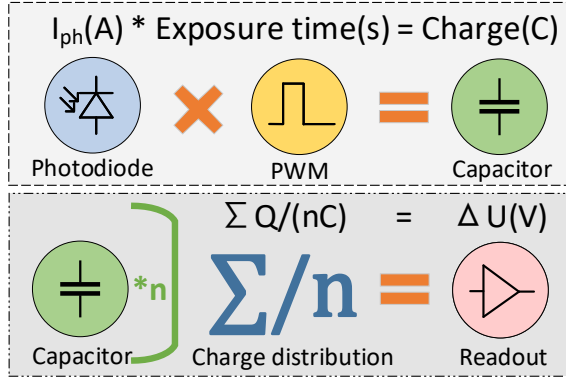 I_ph(A) * Exposure time(s) = Charge(C)
Photodiode PWM Capacitor
∑ Q/(nC) = Δ U(V)
*n ∑/n
Capacitor Charge distribution Readout